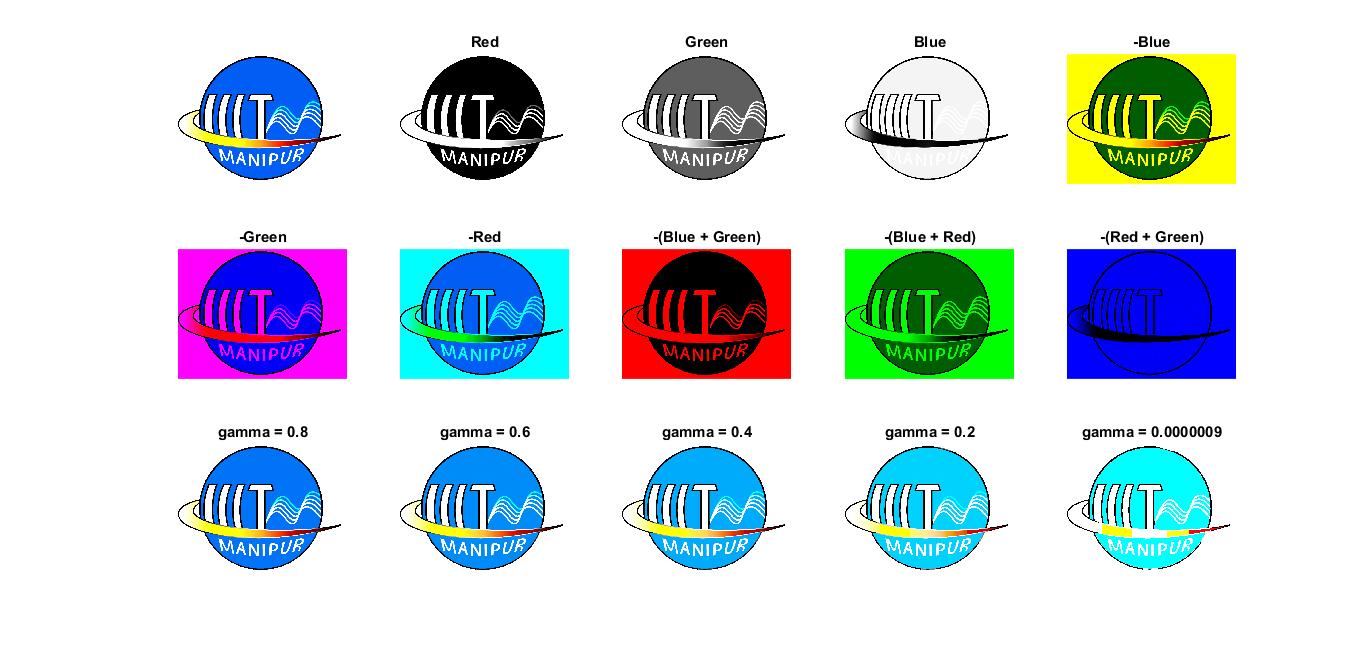 Red Green Blue -Blue
IIIT IIIT IIIT IIIT IIIT
MANIPUR MANIPUR MANIPUR MANIPUR MANIPUR
-Green -Red -(Blue + Green) -(Blue + Red) -(Red + Green)
IIIT IIIT IIIT IIIT IIIT
MANIPUR MANIPUR MANIPUR MANIPUR
gamma = 0.8 gamma = 0.6 gamma = 0.4 gamma = 0.2 gamma = 0.0000009
IIIT IIIT IIIT IIIT IIIT
MANIPUR MANIPUR MANIPUR MANIPUR MANIPUR